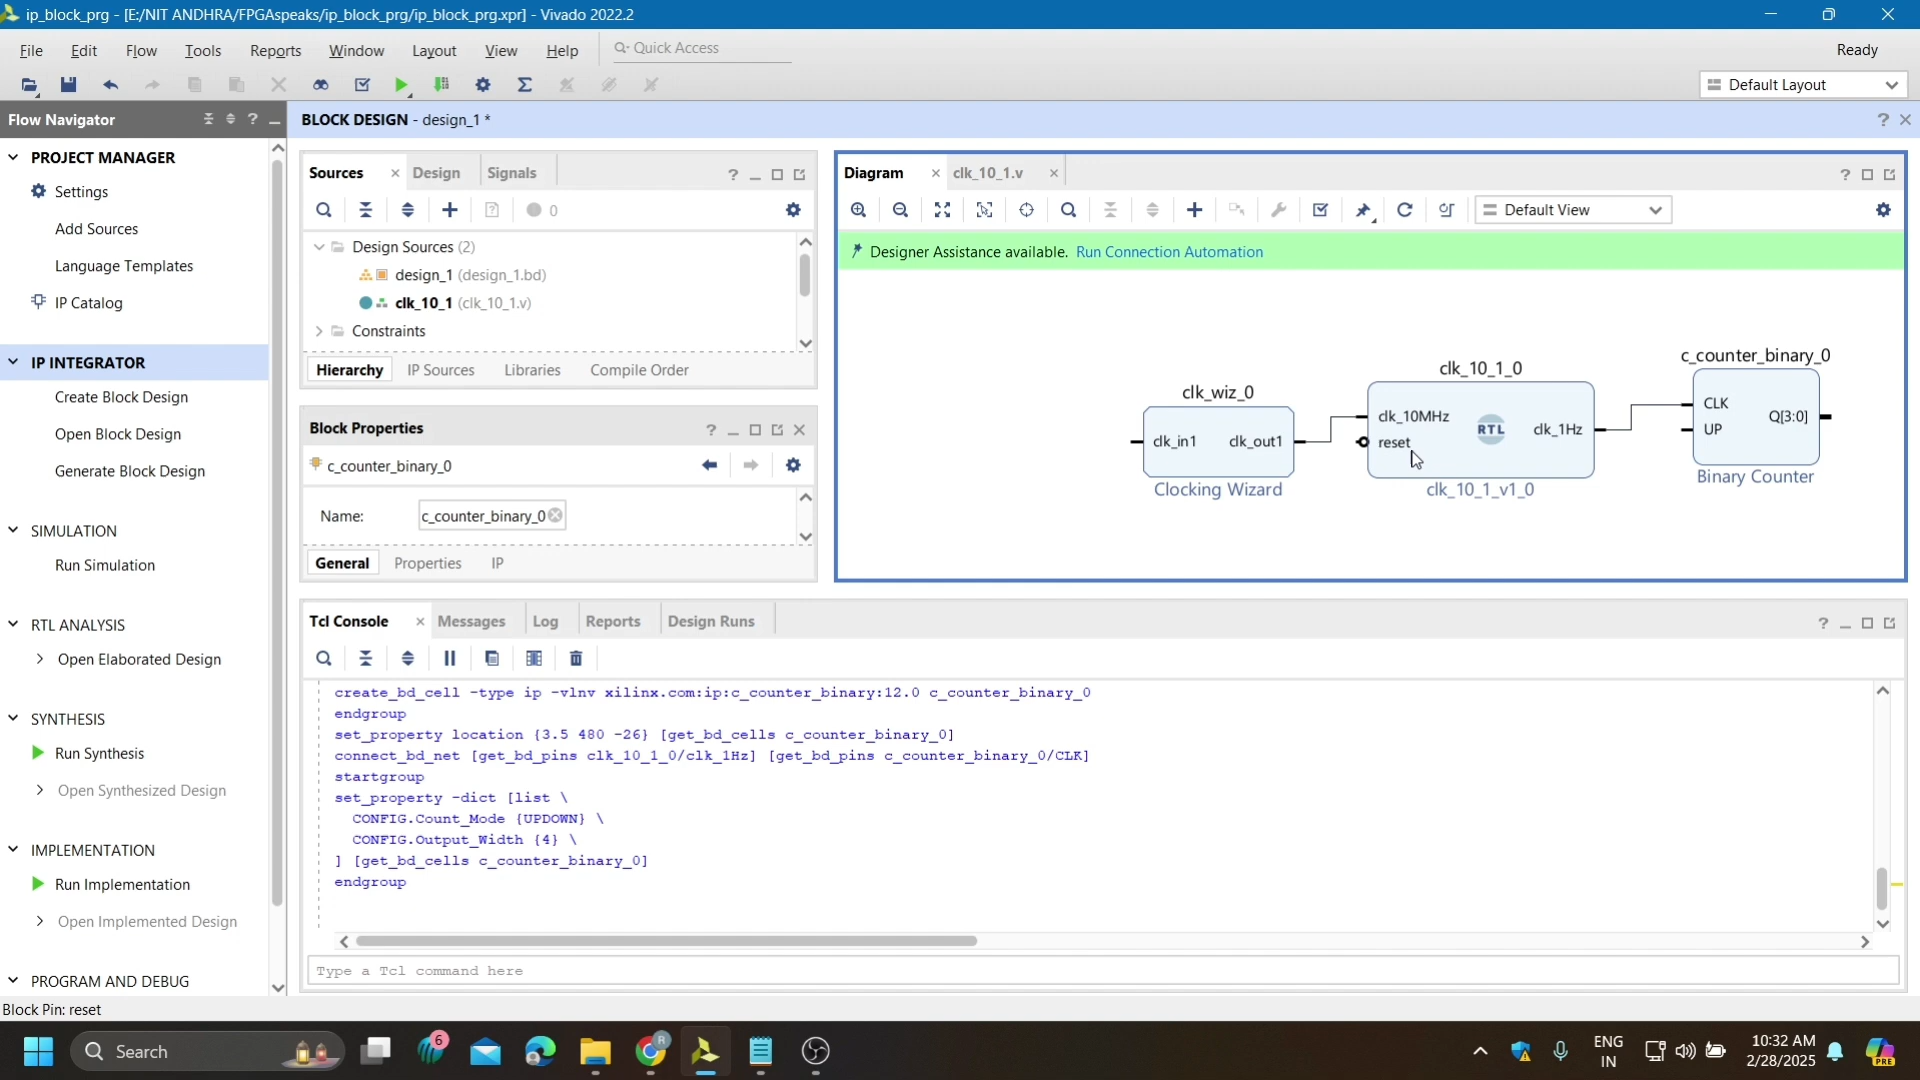 ip_block_prg - [E:/NIT ANDHRA/FPGAspeaks/ip_block_prg/ip_block_prg.xpr] - Vivado 2022.2
File Edit Flow Tools Reports Window Layout View Help Quick Access Ready
Default Layout
Flow Navigator
PROJECT MANAGER
Settings
Add Sources
Language Templates
IP Catalog
IP INTEGRATOR
Create Block Design
Open Block Design
Generate Block Design
SIMULATION
Run Simulation
RTL ANALYSIS
Open Elaborated Design
SYNTHESIS
Run Synthesis
Open Synthesized Design
IMPLEMENTATION
Run Implementation
Open Implemented Design
PROGRAM AND DEBUG
BLOCK DESIGN - design_1 *
Sources Design Signals
0
Design Sources (2)
design_1 (design_1.bd)
clk_10_1 (clk_10_1.v)
Constraints
Hierarchy IP Sources Libraries Compile Order
Block Properties
c_counter_binary_0
Name: c_counter_binary_0
General Properties IP
Diagram clk_10_1.v
Default View
Designer Assistance available. Run Connection Automation
clk_wiz_0
clk_in1 clk_out1
Clocking Wizard
clk_10_1_0
clk_10MHz
reset
RTL
clk_1Hz
clk_10_1_v1_0
c_counter_binary_0
CLK
UP
Q[3:0]
Binary Counter
Tcl Console Messages Log Reports Design Runs
create_bd_cell -type ip -vlnv xilinx.com:ip:c_counter_binary:12.0 c_counter_binary_0
endgroup
set_property location {3.5 480 -26} [get_bd_cells c_counter_binary_0]
connect_bd_net [get_bd_pins clk_10_1_0/clk_1Hz] [get_bd_pins c_counter_binary_0/CLK]
startgroup
set_property -dict [list \
CONFIG.Count_Mode {UPDOWN} \
CONFIG.Output_Width {4} \
] [get_bd_cells c_counter_binary_0]
endgroup
Type a Tcl command here
Block Pin: reset
Search
6
ENG
IN
10:32 AM
2/28/2025
PRE